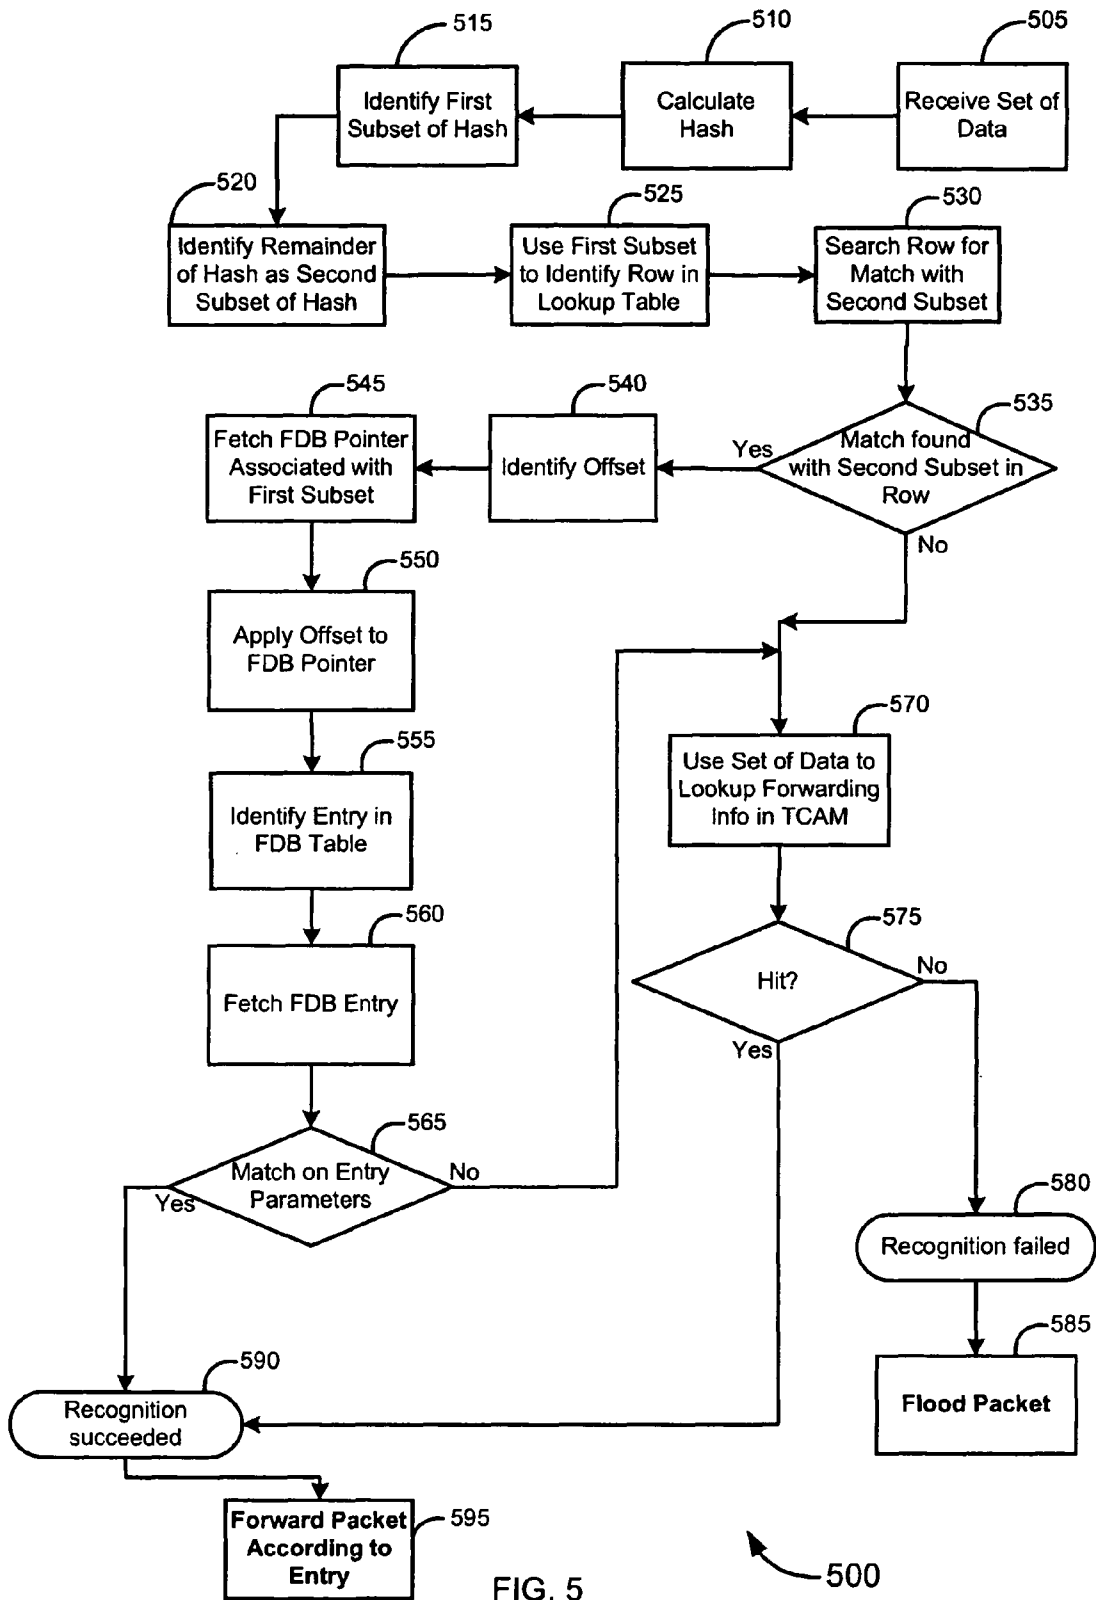 515
510
505
Identify First
Subset of Hash
Calculate
Hash
Receive Set of
Data
520
525
530
Identify Remainder
of Hash as Second
Subset of Hash
Use First Subset
to Identify Row in
Lookup Table
Search Row for
Match with
Second Subset
545
540
535
Fetch FDB Pointer
Associated with
First Subset
Identify Offset
Yes
Match found
with Second Subset in
Row
No
550
Apply Offset to
FDB Pointer
570
Use Set of Data to
Lookup Forwarding
Info in TCAM
555
Identify Entry in
FDB Table
560
Fetch FDB Entry
575
Hit?
No
Yes
565
Match on Entry
Parameters
No
Yes
580
Recognition failed
585
Flood Packet
590
Recognition
succeeded
595
Forward Packet
According to
Entry
FIG. 5
500